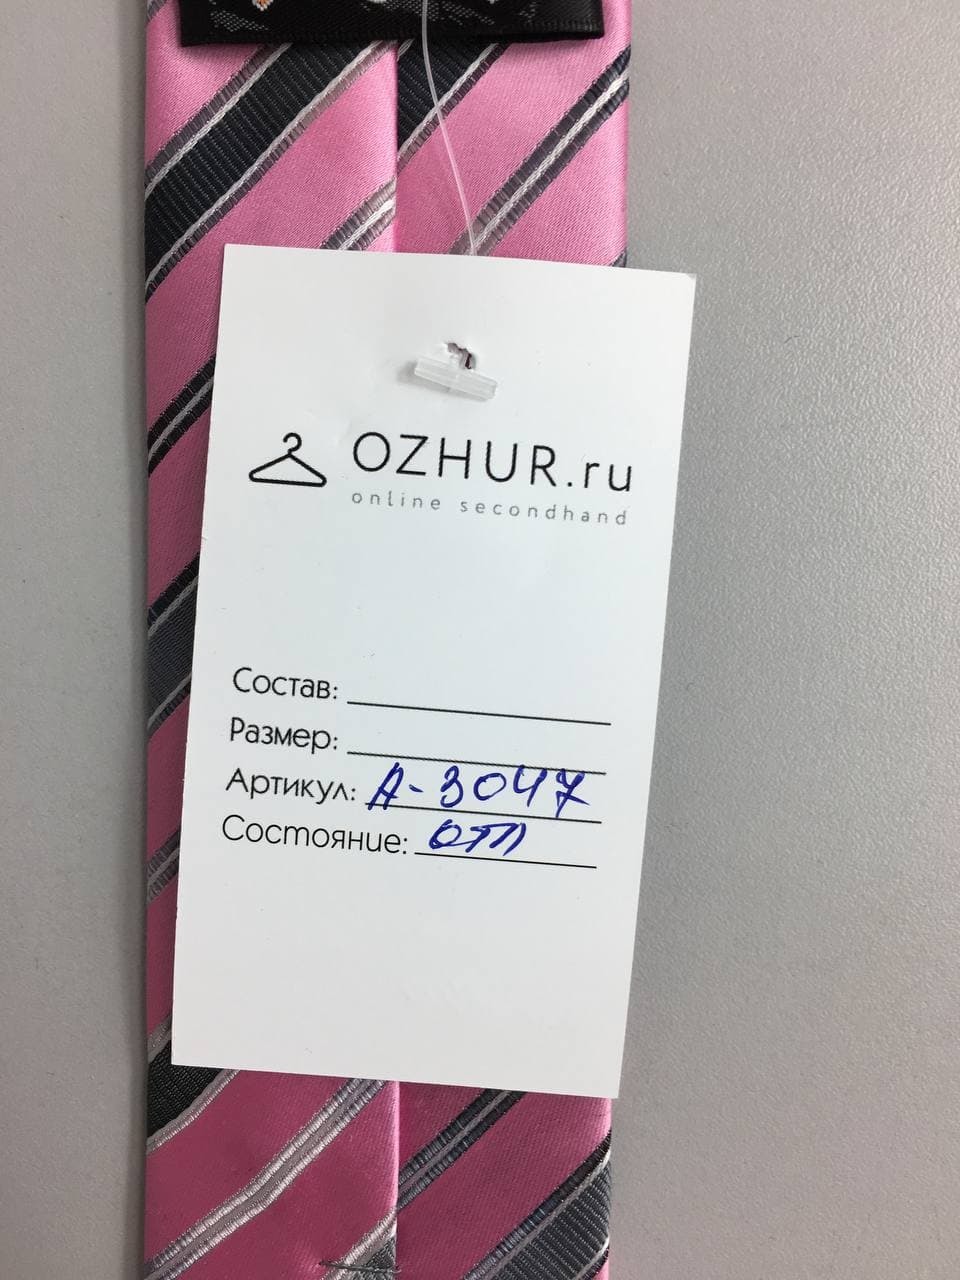 OZHUR.ru
online secondhand
Состав:
Размер:
Артикул: А-3047
Состояние: отл